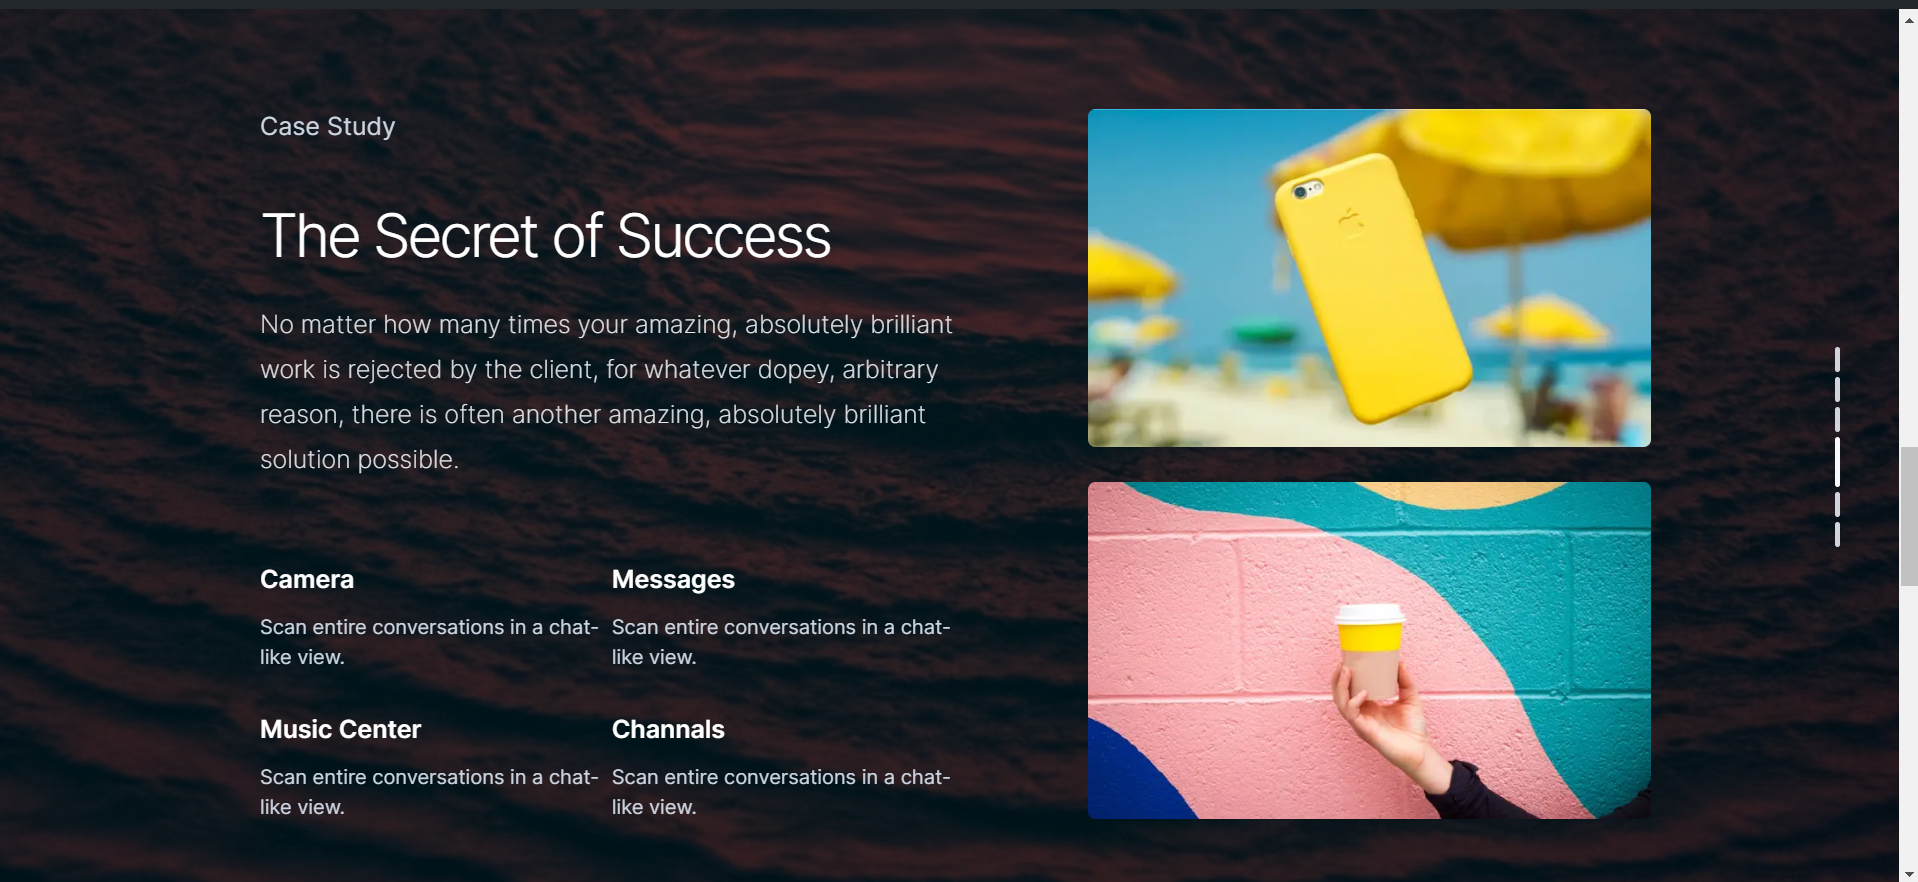 Case Study
The Secret of Success
No matter how many times your amazing, absolutely brilliant
work is rejected by the client, for whatever dopey, arbitrary
reason, there is often another amazing, absolutely brilliant
solution possible.
Camera
Scan entire conversations in a chat-
like view.
Messages
Scan entire conversations in a chat-
like view.
Music Center
Scan entire conversations in a chat-
like view.
Channals
Scan entire conversations in a chat-
like view.